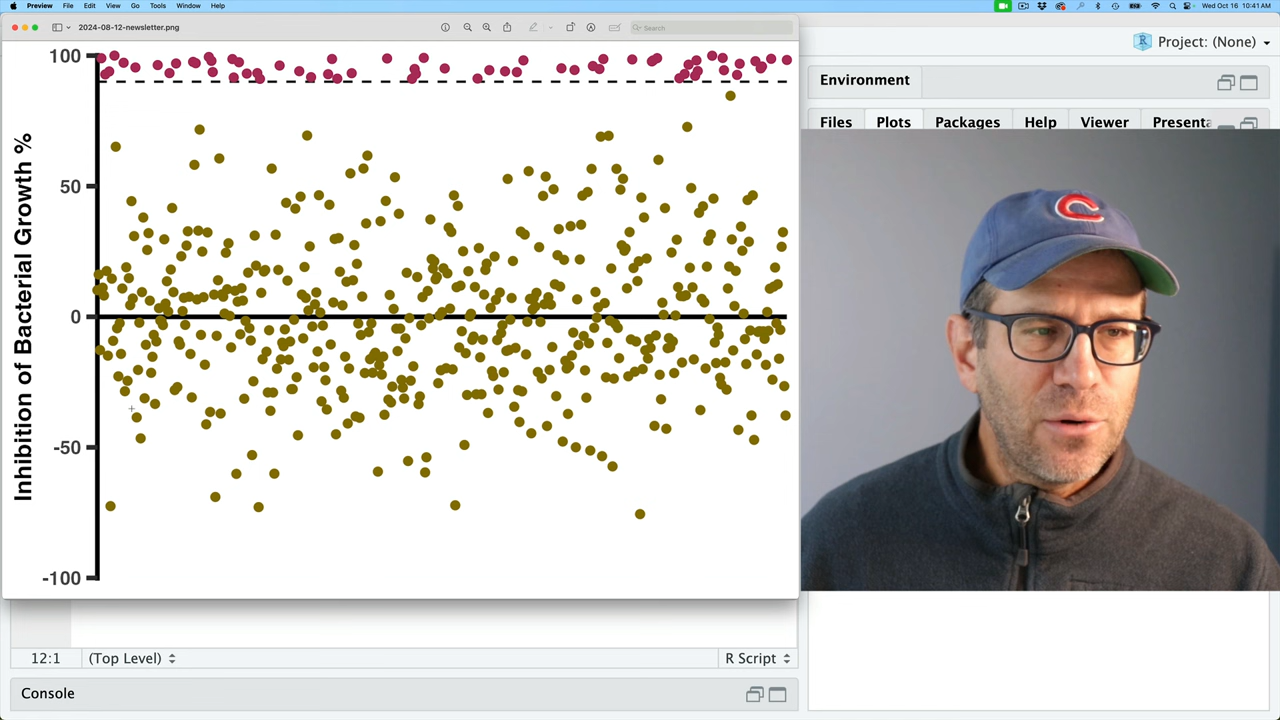 Preview File Edit View Go Tools Window Help
Wed Oct 16 10:41 AM
2024-08-12-newsletter.png
Search
Project: (None)
Environment
Files Plots Packages Help Viewer Presenta
Inhibition of Bacterial Growth %
100
50
0
-50
-100
C
12:1 (Top Level) R Script
Console